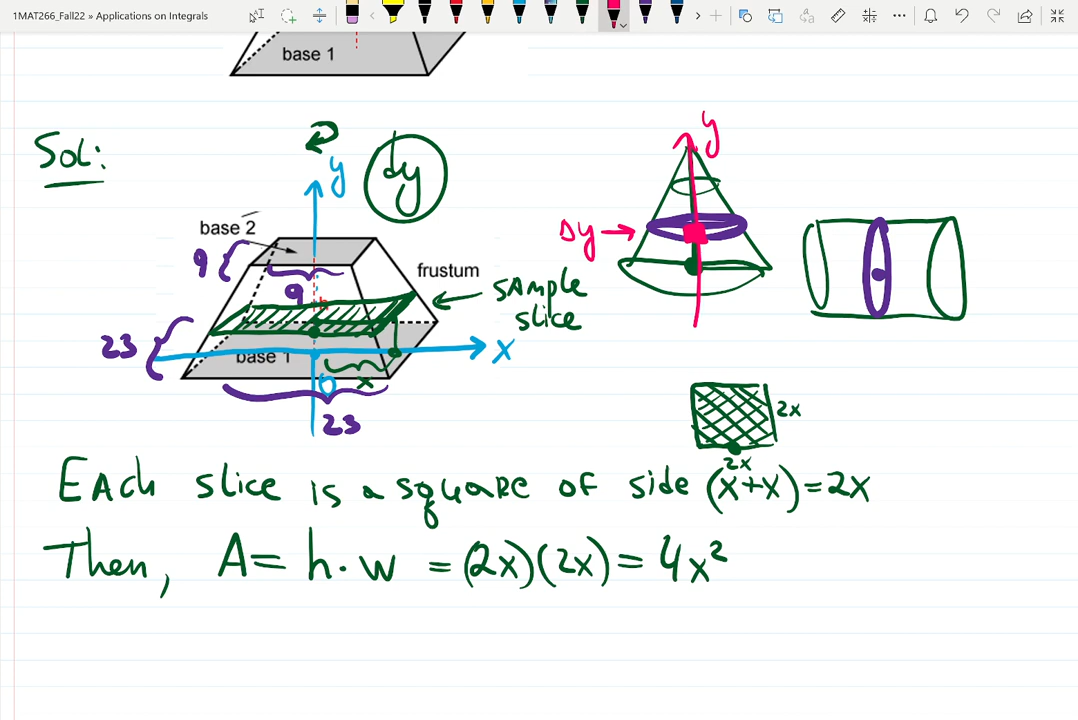 1MAT266_Fall22 » Applications on Integrals
base 1
Sol:
y
dy
base 2
9
9
h
frustum
SAmple
slice
23
base 1
x
0
x
23
y
Δy
2x
2x
EAch slice is a square of side (x+x)=2x
Then, A= h·w = (2x)(2x)= 4x²